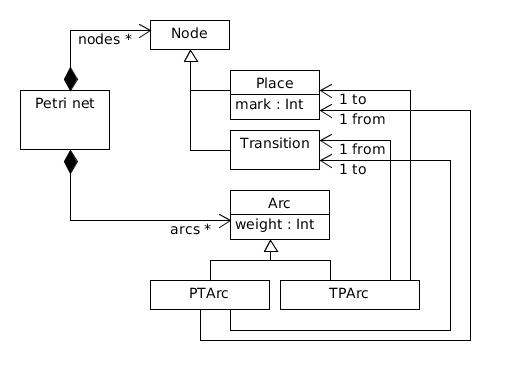 Node
nodes *
Place
Petri net
mark : Int
1 to
1 from
Transition
1 from
1 to
Arc
weight : Int
arcs *
PTArc
TPArc